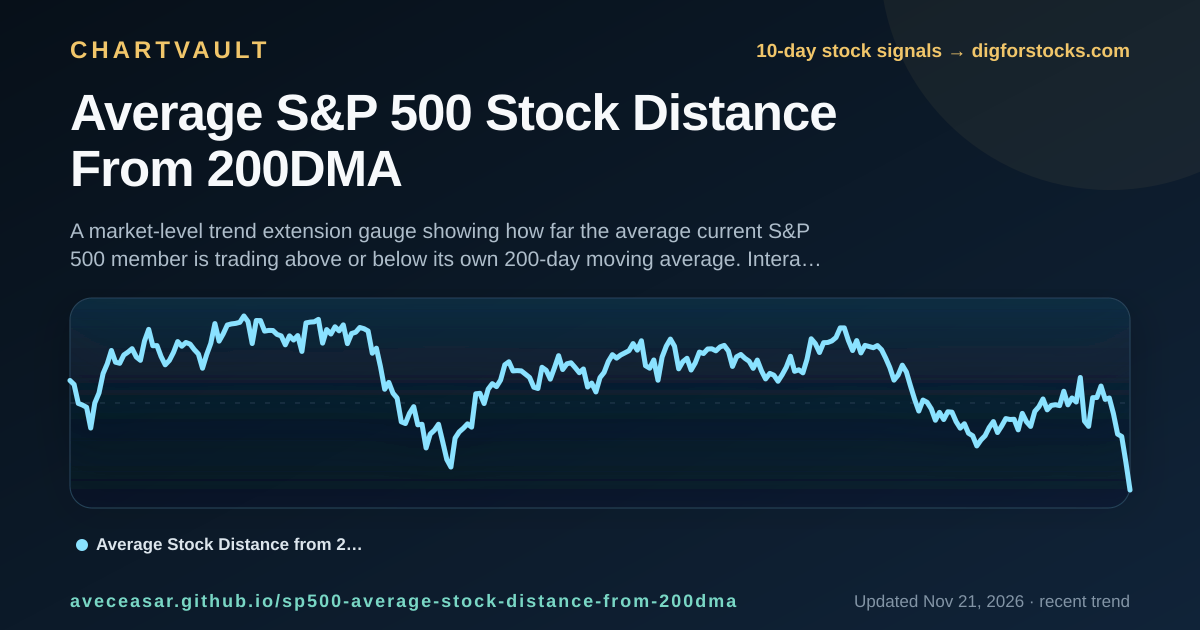 CHARTVAULT
10-day stock signals → digforstocks.com
Average S&P 500 Stock Distance
From 200DMA
A market-level trend extension gauge showing how far the average current S&P
500 member is trading above or below its own 200-day moving average. Intera…
Average Stock Distance from 2…
aveceasar.github.io/sp500-average-stock-distance-from-200dma
Updated Nov 21, 2026 · recent trend